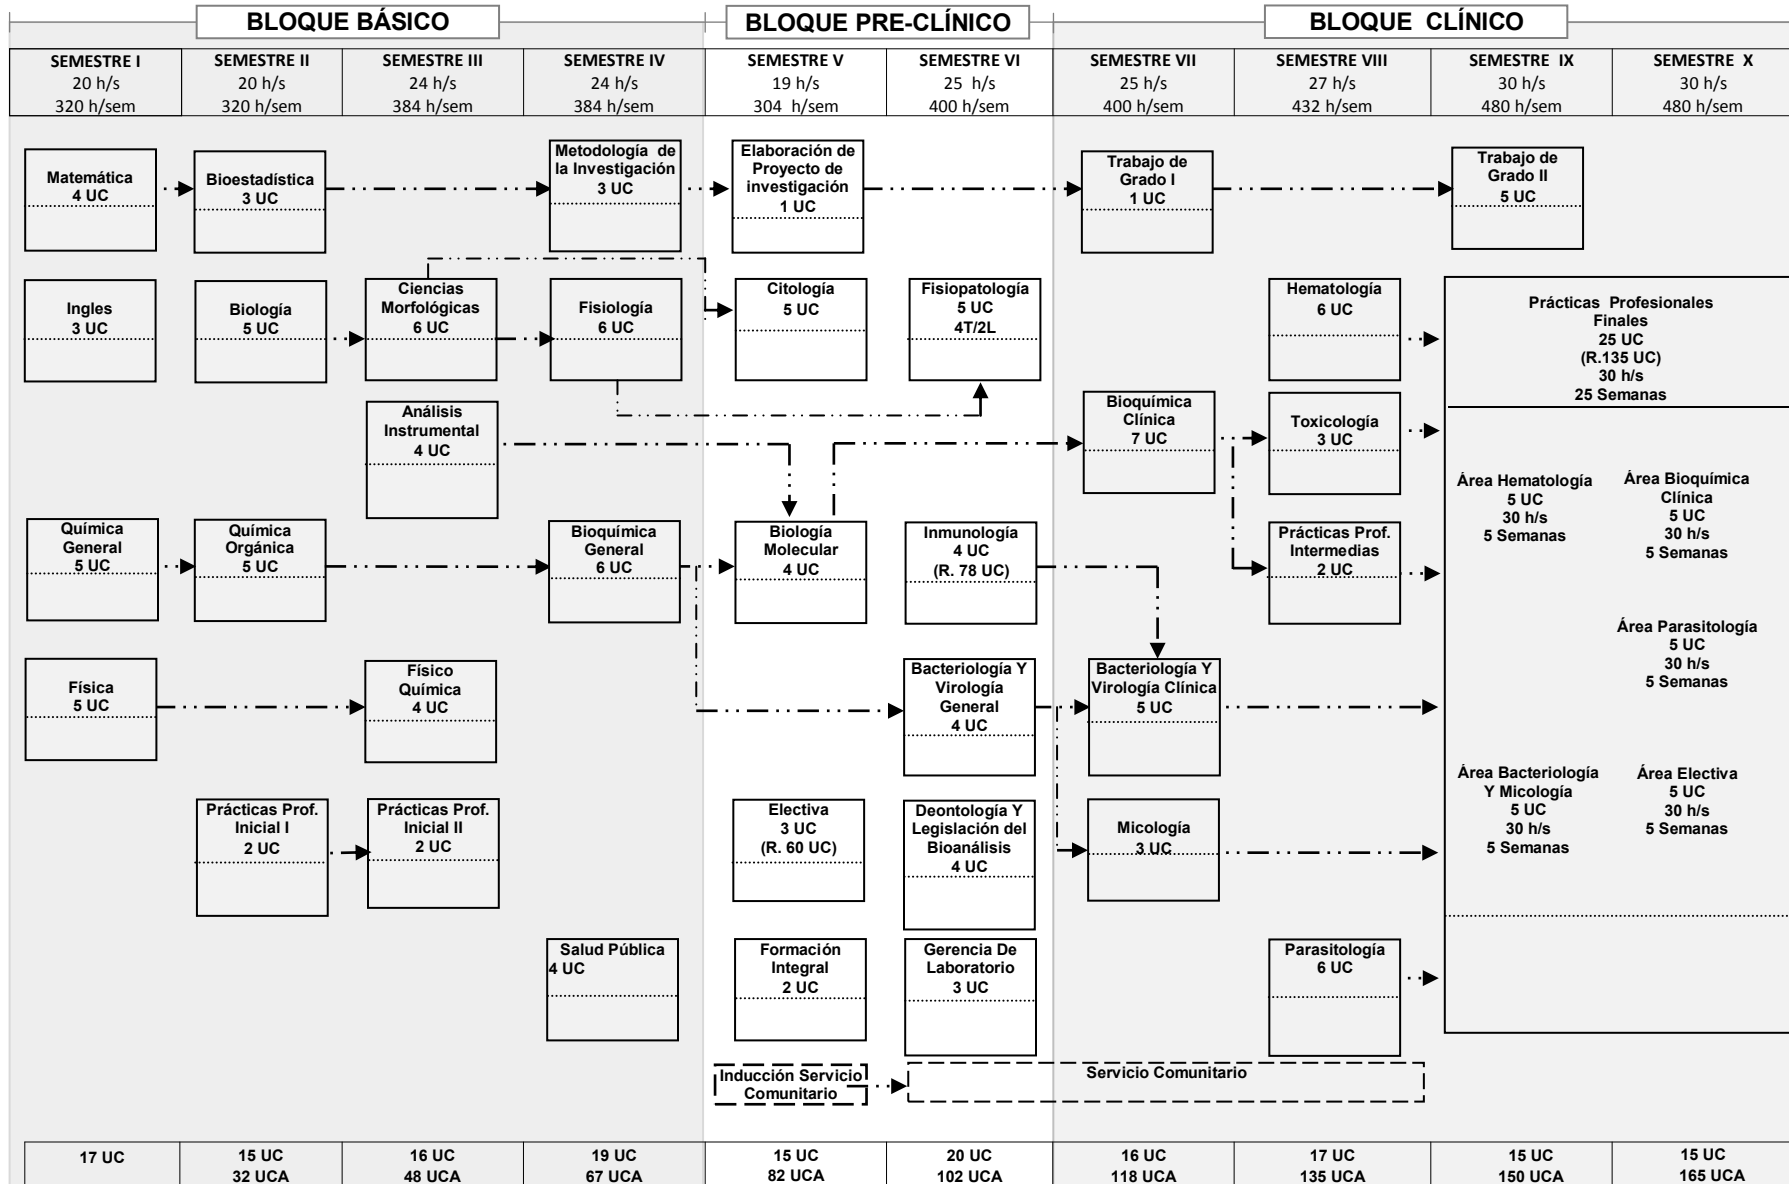 BLOQUE BÁSICO
BLOQUE PRE-CLÍNICO
BLOQUE CLÍNICO
SEMESTRE I
20 h/s
320 h/sem
SEMESTRE II
20 h/s
320 h/sem
SEMESTRE III
24 h/s
384 h/sem
SEMESTRE IV
24 h/s
384 h/sem
SEMESTRE V
19 h/s
304 h/sem
SEMESTRE VI
25 h/s
400 h/sem
SEMESTRE VII
25 h/s
400 h/sem
SEMESTRE VIII
27 h/s
432 h/sem
SEMESTRE IX
30 h/s
480 h/sem
SEMESTRE X
30 h/s
480 h/sem
Matemática
4 UC
Bioestadística
3 UC
Metodología de
la Investigación
3 UC
Elaboración de
Proyecto de
investigación
1 UC
Trabajo de
Grado I
1 UC
Trabajo de
Grado II
5 UC
Ingles
3 UC
Biología
5 UC
Ciencias
Morfológicas
6 UC
Fisiología
6 UC
Citología
5 UC
Fisiopatología
5 UC
4T/2L
Hematología
6 UC
Prácticas Profesionales
Finales
25 UC
(R.135 UC)
30 h/s
25 Semanas
Análisis
Instrumental
4 UC
Bioquímica
Clínica
7 UC
Toxicología
3 UC
Área Hematología
5 UC
30 h/s
5 Semanas
Área Bioquímica
Clínica
5 UC
30 h/s
5 Semanas
Química
General
5 UC
Química
Orgánica
5 UC
Bioquímica
General
6 UC
Biología
Molecular
4 UC
Inmunología
4 UC
(R. 78 UC)
Prácticas Prof.
Intermedias
2 UC
Área Parasitología
5 UC
30 h/s
5 Semanas
Física
5 UC
Físico
Química
4 UC
Bacteriología Y
Virología
General
4 UC
Bacteriología Y
Virología Clínica
5 UC
Área Bacteriología
Y Micología
5 UC
30 h/s
5 Semanas
Área Electiva
5 UC
30 h/s
5 Semanas
Prácticas Prof.
Inicial I
2 UC
Prácticas Prof.
Inicial II
2 UC
Electiva
3 UC
(R. 60 UC)
Deontología Y
Legislación del
Bioanálisis
4 UC
Micología
3 UC
Salud Pública
4 UC
Formación
Integral
2 UC
Gerencia De
Laboratorio
3 UC
Parasitología
6 UC
Inducción Servicio
Comunitario
Servicio Comunitario
17 UC
15 UC
32 UCA
16 UC
48 UCA
19 UC
67 UCA
15 UC
82 UCA
20 UC
102 UCA
16 UC
118 UCA
17 UC
135 UCA
15 UC
150 UCA
15 UC
165 UCA